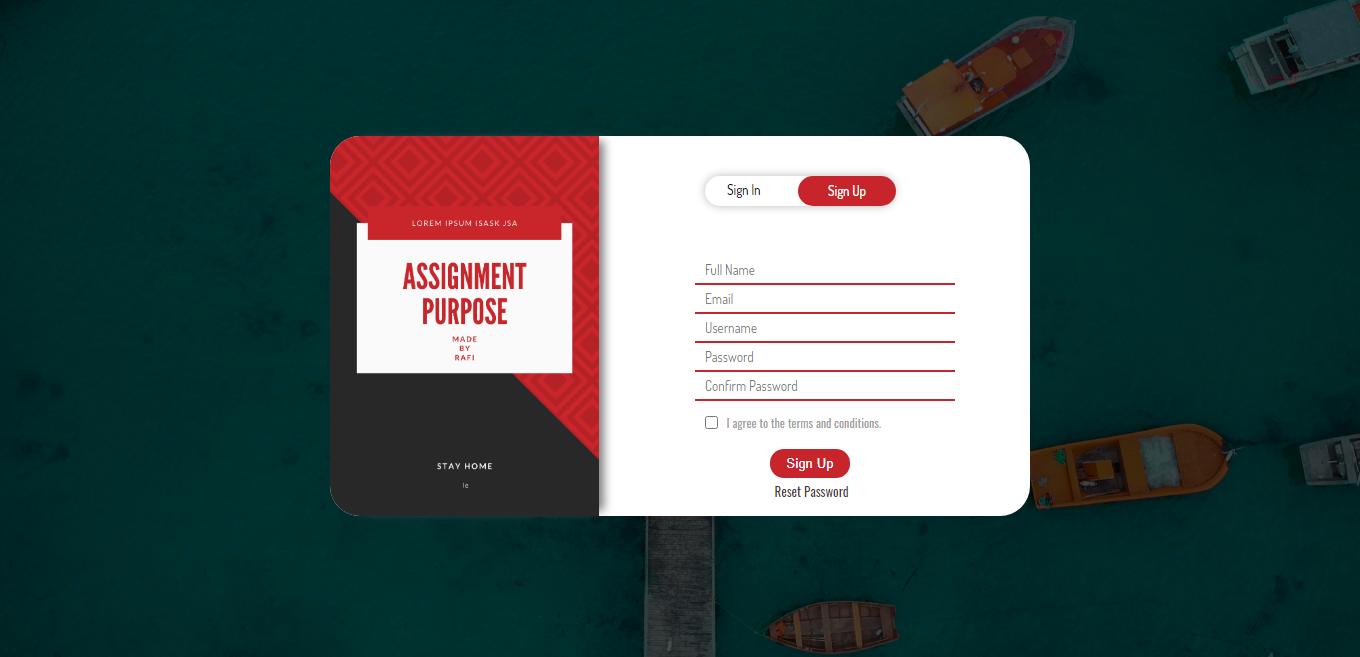 LOREM IPSUM ISASK JSA
ASSIGNMENT
PURPOSE
MADE
BY
RAFI
STAY HOME
le
Sign In
Sign Up
Full Name
Email
Username
Password
Confirm Password
I agree to the terms and conditions.
Sign Up
Reset Password